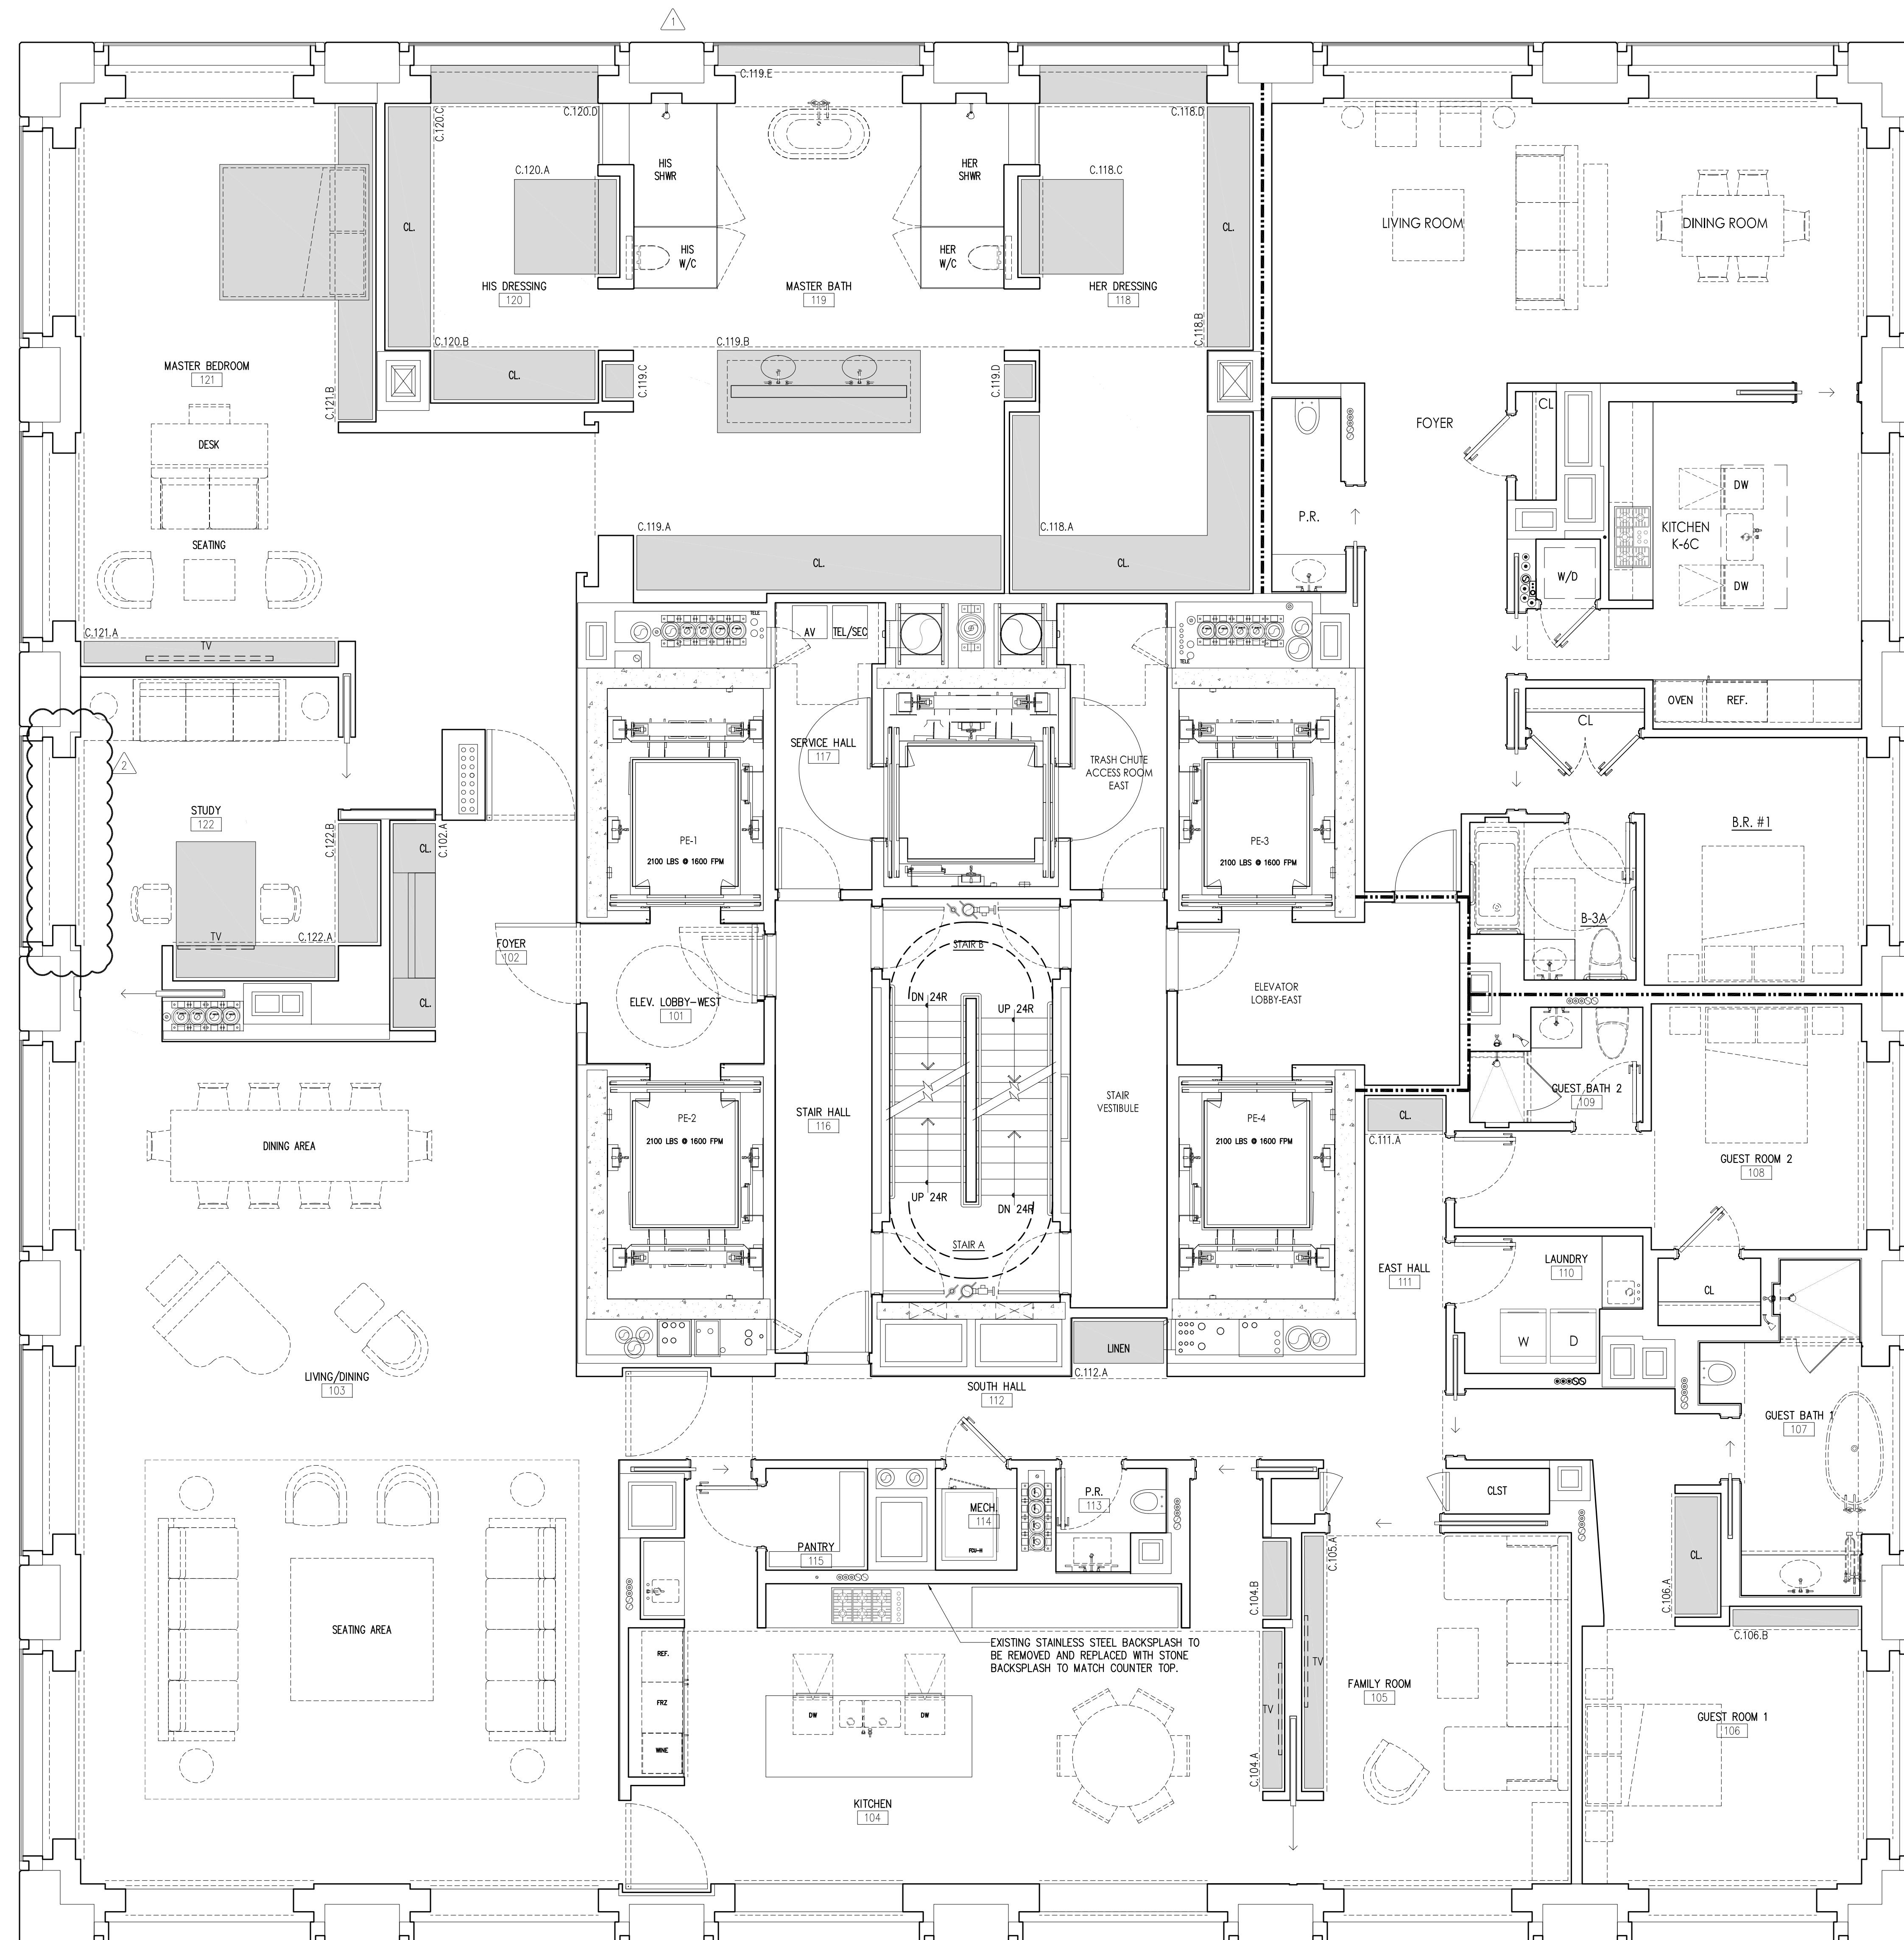 1
C.119.E
C.120.C
C.120.D
C.118.D
HIS
SHWR
HER
SHWR
C.120.A
C.118.C
CL.
LIVING ROOM
DINING ROOM
HIS
W/C
HER
W/C
HIS DRESSING
120
MASTER BATH
119
HER DRESSING
118
C.118.B
C.120.B
C.119.B
MASTER BEDROOM
121
CL.
C.119.C
C.119.D
C.121.B
CL
FOYER
DESK
DW
P.R.
KITCHEN
K-6C
C.119.A
C.118.A
SEATING
CL.
CL.
W/D
DW
TELE
AV
TEL/SEC
C.121.A
TV
TELE
OVEN
REF.
CL
SERVICE HALL
117
TRASH CHUTE
ACCESS ROOM
EAST
2
STUDY
122
C.122.B
C.102.A
CL.
PE-1
2100 LBS @ 1600 FPM
PE-3
2100 LBS @ 1600 FPM
B.R. #1
B-3A
TV
C.122.A
FOYER
102
STAIR B
CL.
ELEV. LOBBY-WEST
101
DN 24R
UP 24R
ELEVATOR
LOBBY-EAST
GUEST BATH 2
109
PE-2
2100 LBS @ 1600 FPM
STAIR HALL
116
STAIR
VESTIBULE
PE-4
2100 LBS @ 1600 FPM
CL.
C.111.A
DINING AREA
GUEST ROOM 2
108
UP 24R
DN 24R
STAIR A
EAST HALL
111
LAUNDRY
110
CL
W
D
LINEN
C.112.A
LIVING/DINING
103
SOUTH HALL
112
GUEST BATH 1
107
CLST
P.R.
113
MECH.
114
FCU-H
PANTRY
115
C.105.A
C.104.B
CL.
C.106.A
C.106.B
SEATING AREA
EXISTING STAINLESS STEEL BACKSPLASH TO
BE REMOVED AND REPLACED WITH STONE
BACKSPLASH TO MATCH COUNTER TOP.
REF.
FRZ
WINE
DW
DW
TV
TV
C.104.A
FAMILY ROOM
105
GUEST ROOM 1
106
KITCHEN
104